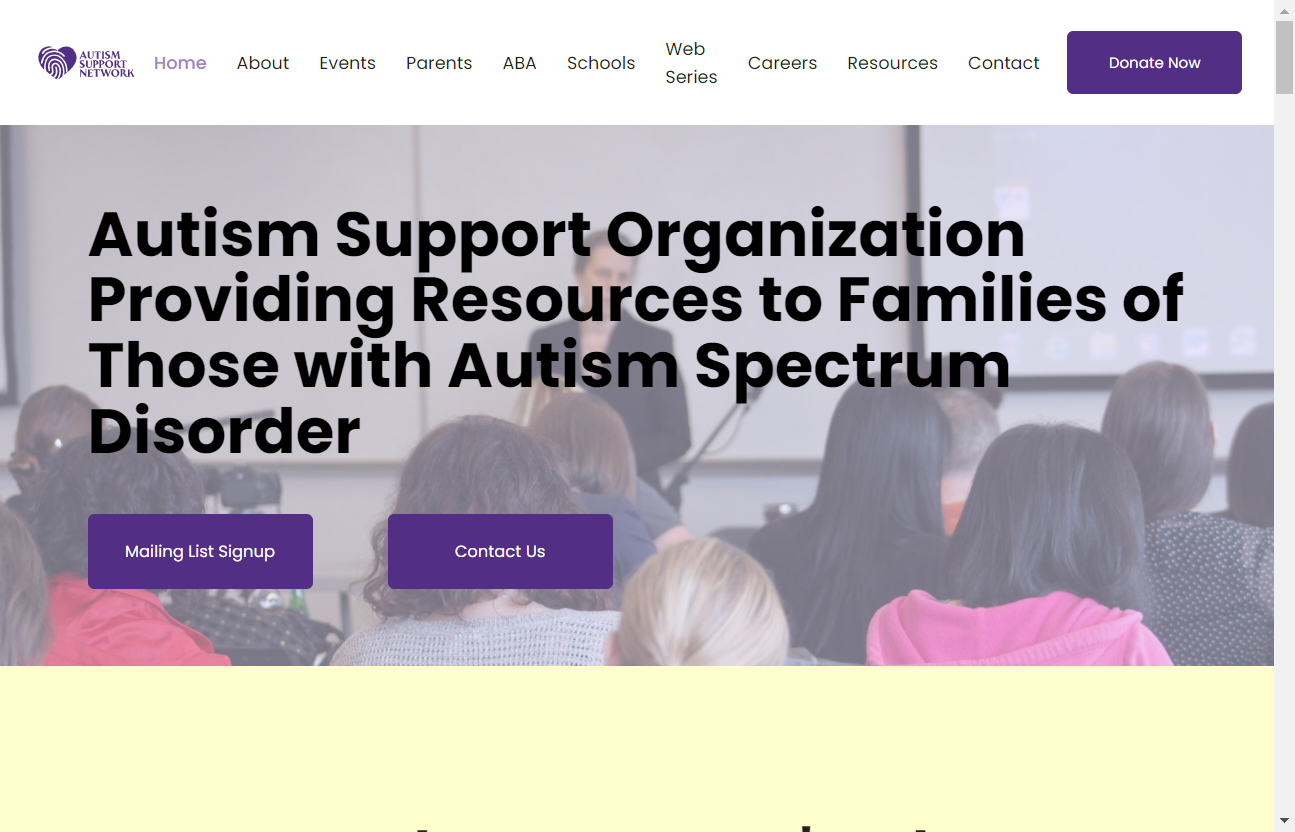 AUTISM
SUPPORT
NETWORK
Home
About
Events
Parents
ABA
Schools
Web
Series
Careers
Resources
Contact
Donate Now
Autism Support Organization
Providing Resources to Families of
Those with Autism Spectrum
Disorder
Mailing List Signup
Contact Us